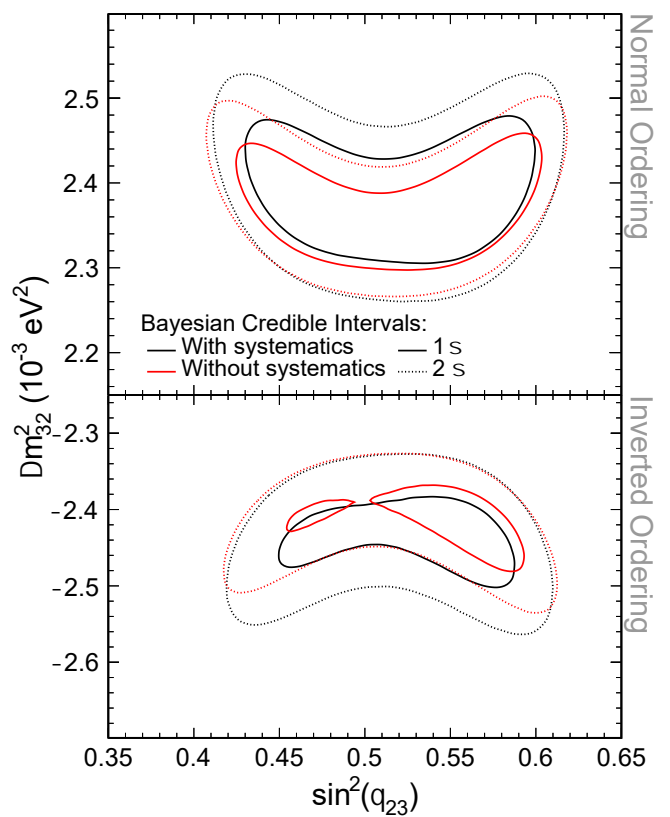 2.5
2.4
2.3
2.2
Normal Ordering
Bayesian Credible Intervals:
With systematics 1 s
Without systematics 2 s
Dm²₃₂ (10⁻³ eV²)
-2.3
-2.4
-2.5
-2.6
Inverted Ordering
0.35 0.4 0.45 0.5 0.55 0.6 0.65
sin²(q₂₃)